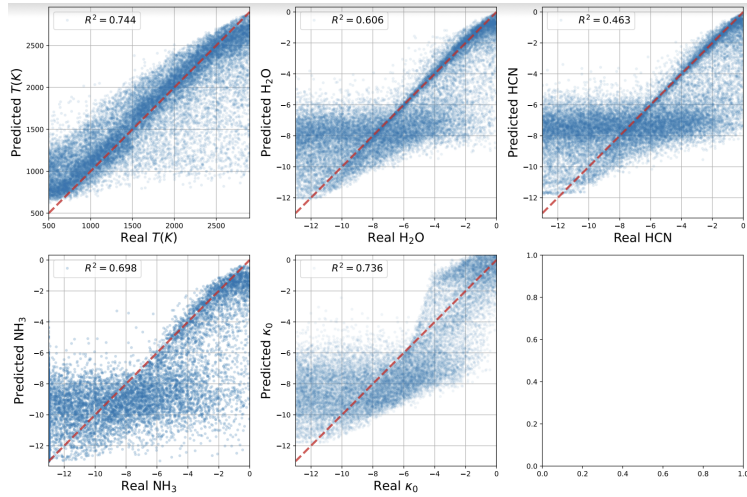 R² = 0.744
Predicted T(K)
2500
2000
1500
1000
500
500 1000 1500 2000 2500
Real T(K)
R² = 0.606
Predicted H₂O
0
−2
−4
−6
−8
−10
−12
−12 −10 −8 −6 −4 −2 0
Real H₂O
R² = 0.463
Predicted HCN
0
−2
−4
−6
−8
−10
−12
−12 −10 −8 −6 −4 −2 0
Real HCN
R² = 0.698
Predicted NH₃
0
−2
−4
−6
−8
−10
−12
−12 −10 −8 −6 −4 −2 0
Real NH₃
R² = 0.736
Predicted κ₀
0
−2
−4
−6
−8
−10
−12
−12 −10 −8 −6 −4 −2 0
Real κ₀
1.0
0.8
0.6
0.4
0.2
0.0
0.0 0.2 0.4 0.6 0.8 1.0